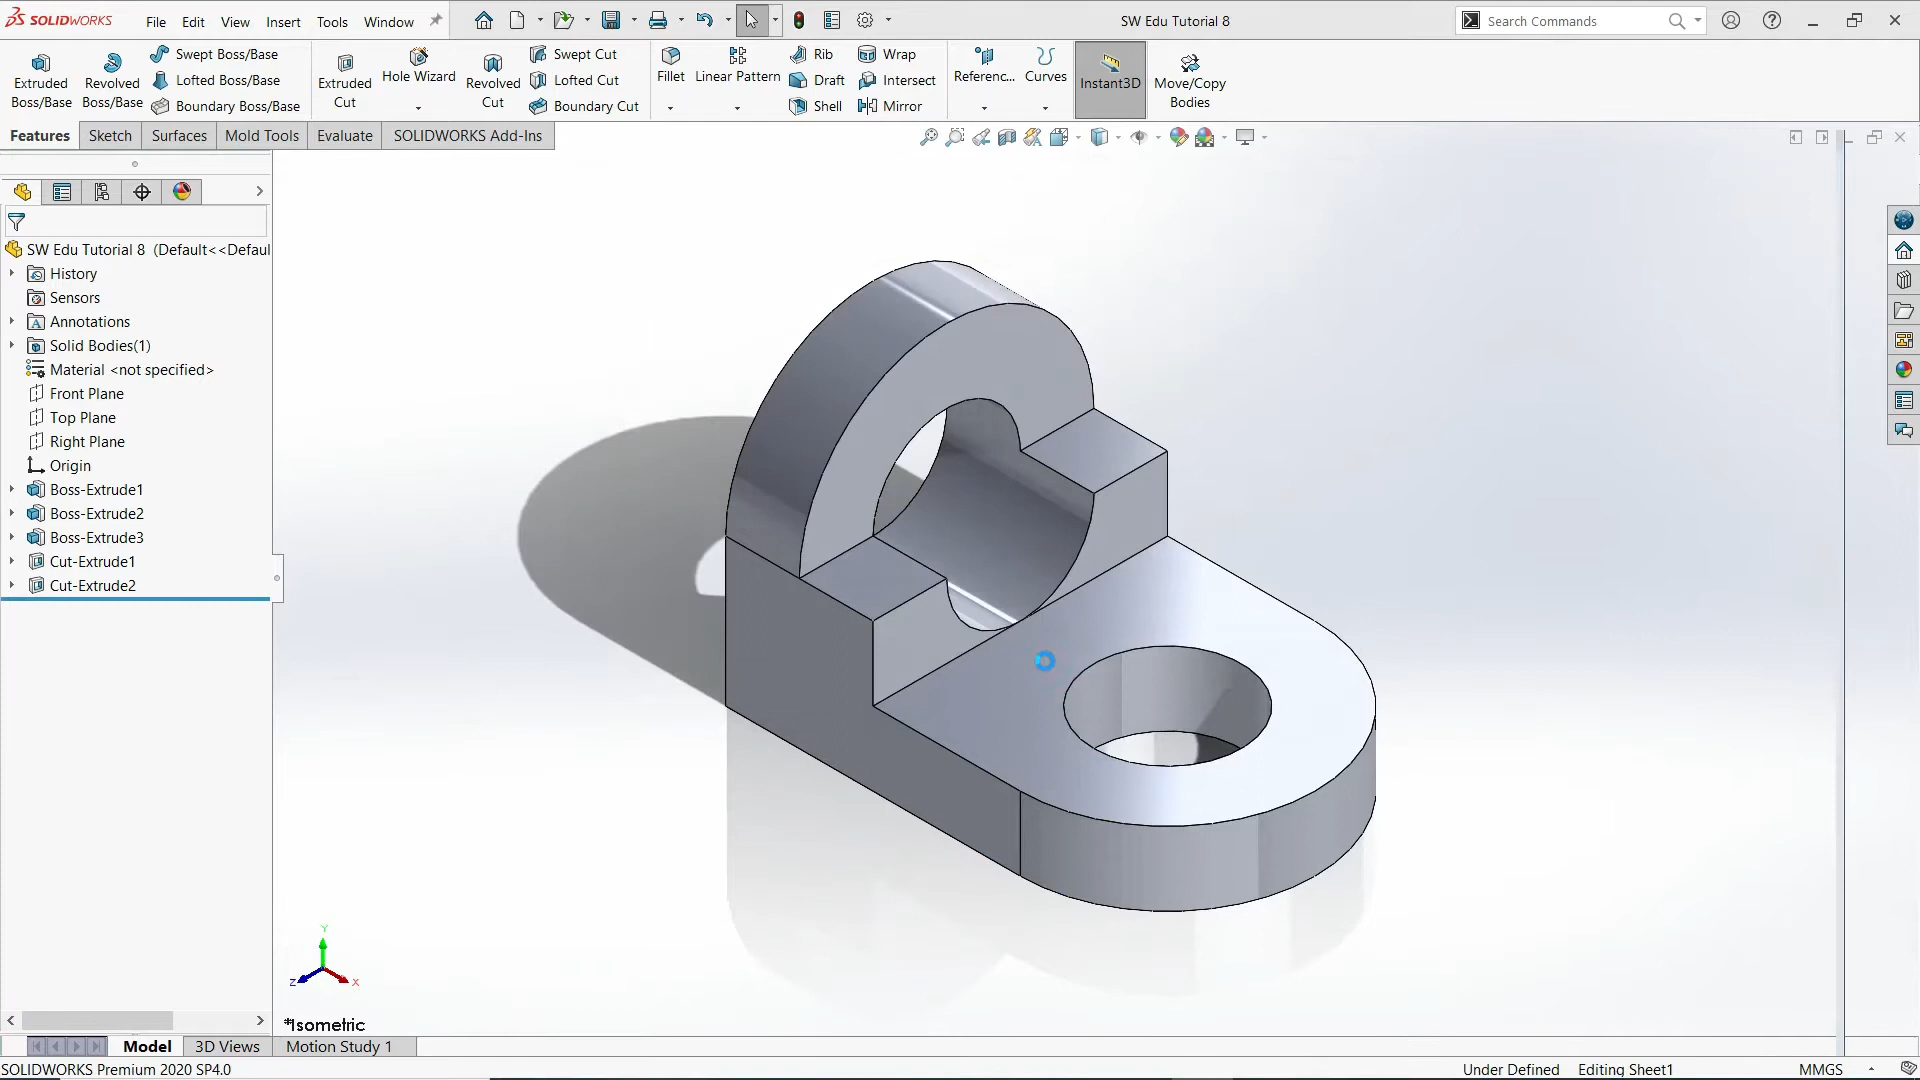 SOLIDWORKS File Edit View Insert Tools Window SW Edu Tutorial 8 Search Commands
Extruded Boss/Base
Revolved Boss/Base
Swept Boss/Base
Lofted Boss/Base
Boundary Boss/Base
Extruded Cut
Hole Wizard
Revolved Cut
Swept Cut
Lofted Cut
Boundary Cut
Fillet
Linear Pattern
Rib
Draft
Shell
Wrap
Intersect
Mirror
Referenc...
Curves
Instant3D
Move/Copy Bodies
Features Sketch Surfaces Mold Tools Evaluate SOLIDWORKS Add-Ins
SW Edu Tutorial 8 (Default<<Defaul
History
Sensors
Annotations
Solid Bodies(1)
Material <not specified>
Front Plane
Top Plane
Right Plane
Origin
Boss-Extrude1
Boss-Extrude2
Boss-Extrude3
Cut-Extrude1
Cut-Extrude2
Y
Z X
*Isometric
Model 3D Views Motion Study 1
SOLIDWORKS Premium 2020 SP4.0 Under Defined Editing Sheet1 MMGS